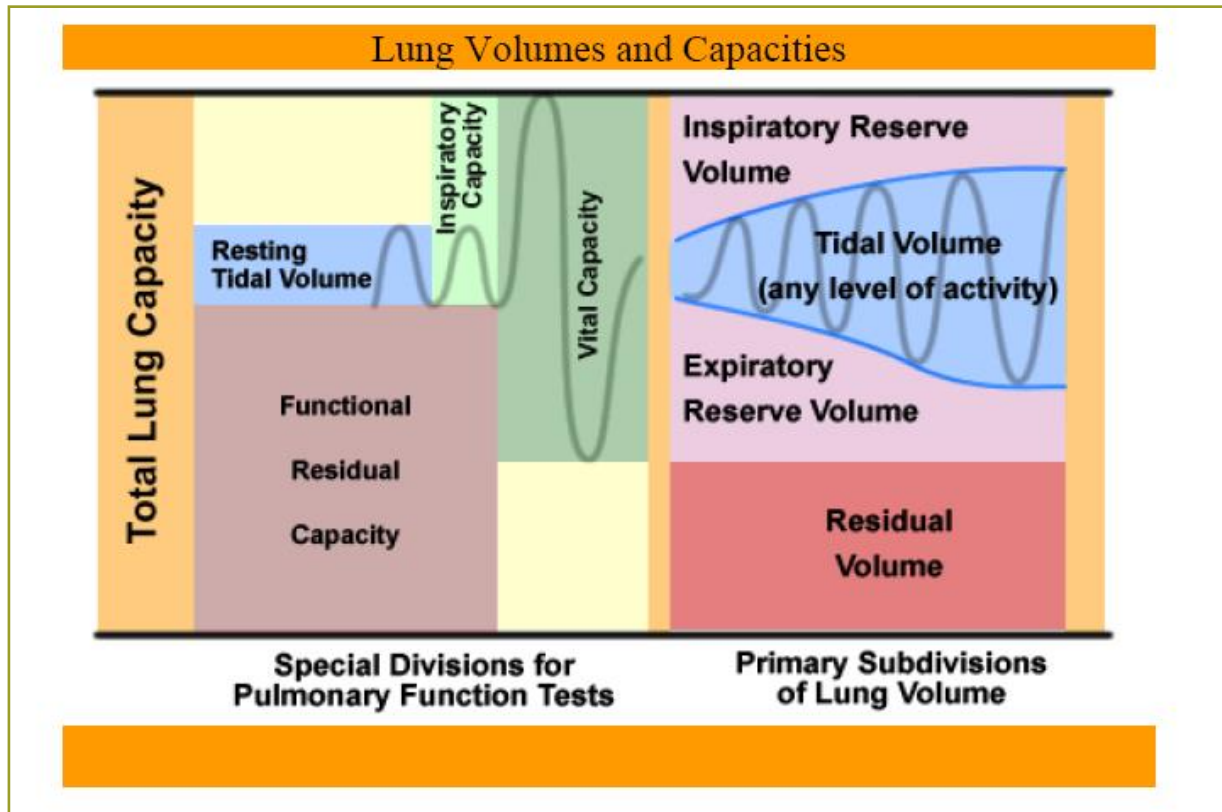 Lung Volumes and Capacities
Total Lung Capacity
Resting
Tidal Volume
Inspiratory
Capacity
Functional
Residual
Capacity
Vital Capacity
Inspiratory Reserve
Volume
Tidal Volume
(any level of activity)
Expiratory
Reserve Volume
Residual
Volume
Special Divisions for
Pulmonary Function Tests
Primary Subdivisions
of Lung Volume